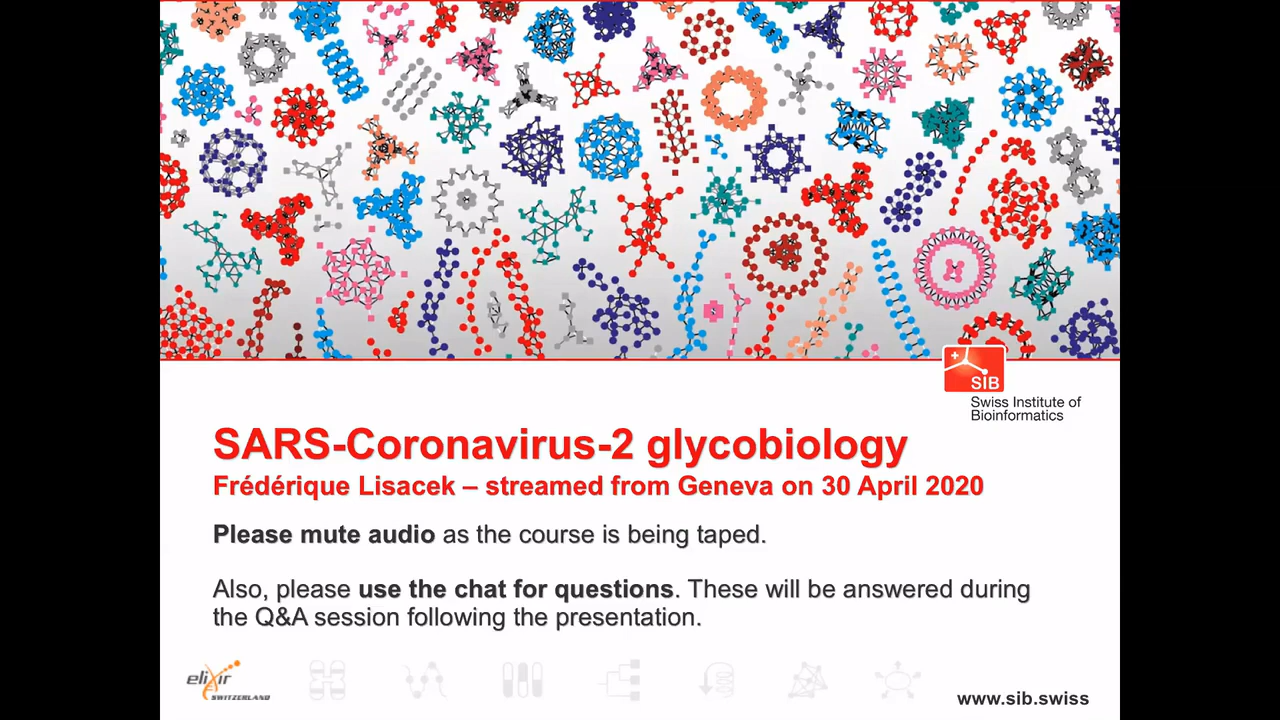 SIB
Swiss Institute of
Bioinformatics
SARS-Coronavirus-2 glycobiology
Frédérique Lisacek – streamed from Geneva on 30 April 2020
Please mute audio as the course is being taped.
Also, please use the chat for questions. These will be answered during
the Q&A session following the presentation.
elixir
SWITZERLAND
www.sib.swiss